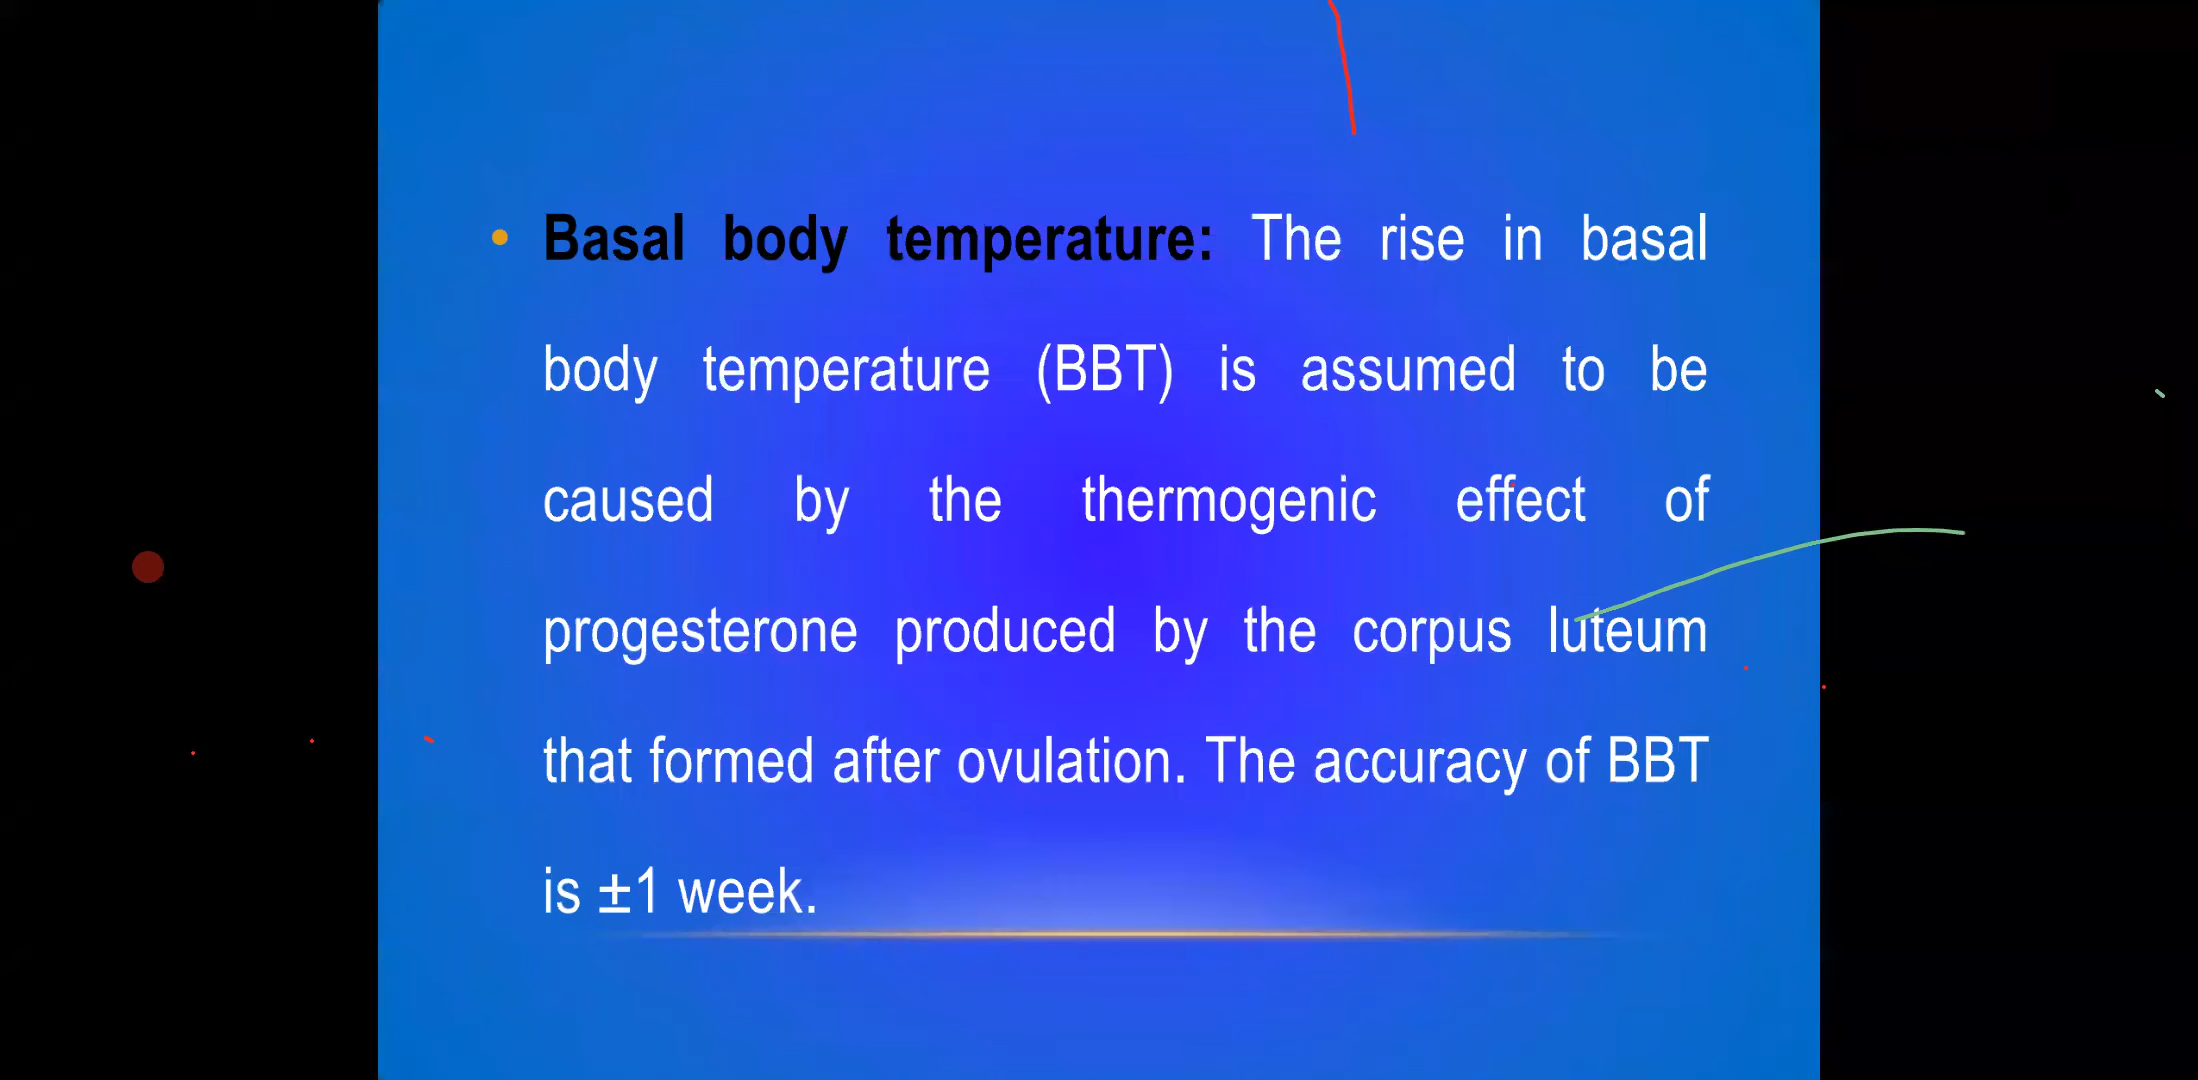 • Basal body temperature: The rise in basal
body temperature (BBT) is assumed to be
caused by the thermogenic effect of
progesterone produced by the corpus luteum
that formed after ovulation. The accuracy of BBT
is ±1 week.